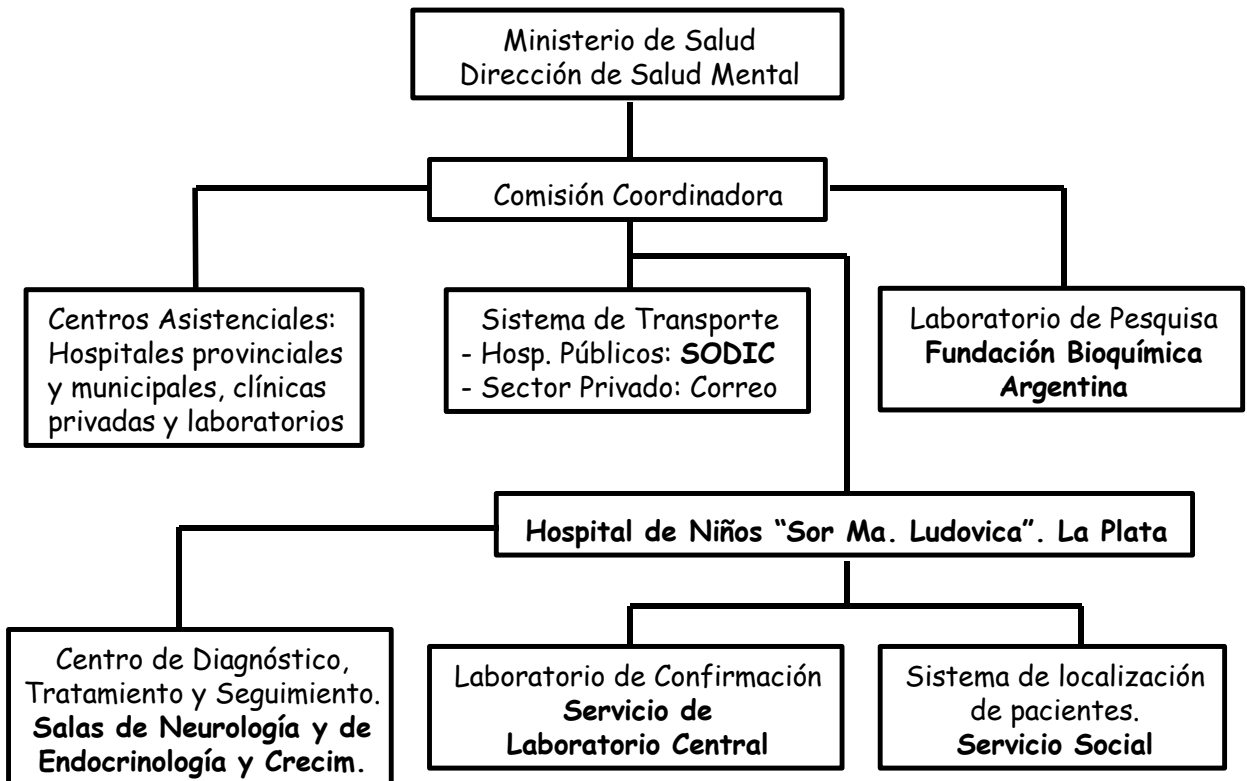 Ministerio de Salud
Dirección de Salud Mental
Comisión Coordinadora
Centros Asistenciales:
Hospitales provinciales
y municipales, clínicas
privadas y laboratorios
Sistema de Transporte
- Hosp. Públicos: SODIC
- Sector Privado: Correo
Laboratorio de Pesquisa
Fundación Bioquímica
Argentina
Hospital de Niños “Sor Ma. Ludovica”. La Plata
Centro de Diagnóstico,
Tratamiento y Seguimiento.
Salas de Neurología y de
Endocrinología y Crecim.
Laboratorio de Confirmación
Servicio de
Laboratorio Central
Sistema de localización
de pacientes.
Servicio Social